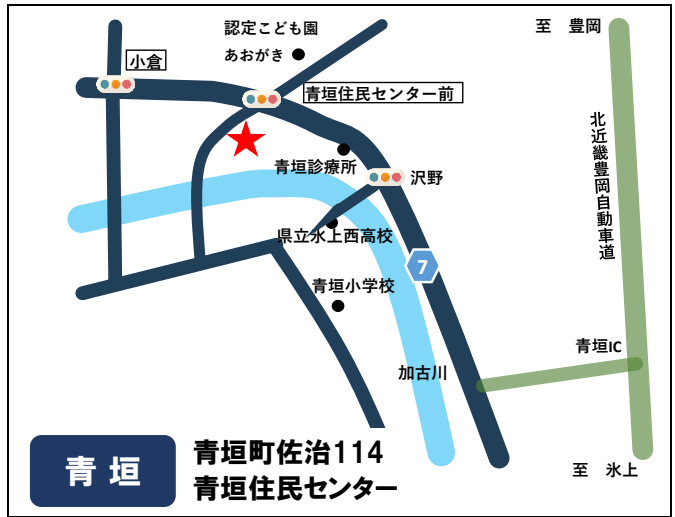 認定こども園
あおがき
至　豊岡
小倉
青垣住民センター前
北近畿豊岡自動車道
青垣診療所
沢野
県立氷上西高校
7
青垣小学校
青垣IC
加古川
青垣
青垣町佐治114
青垣住民センター
至　氷上